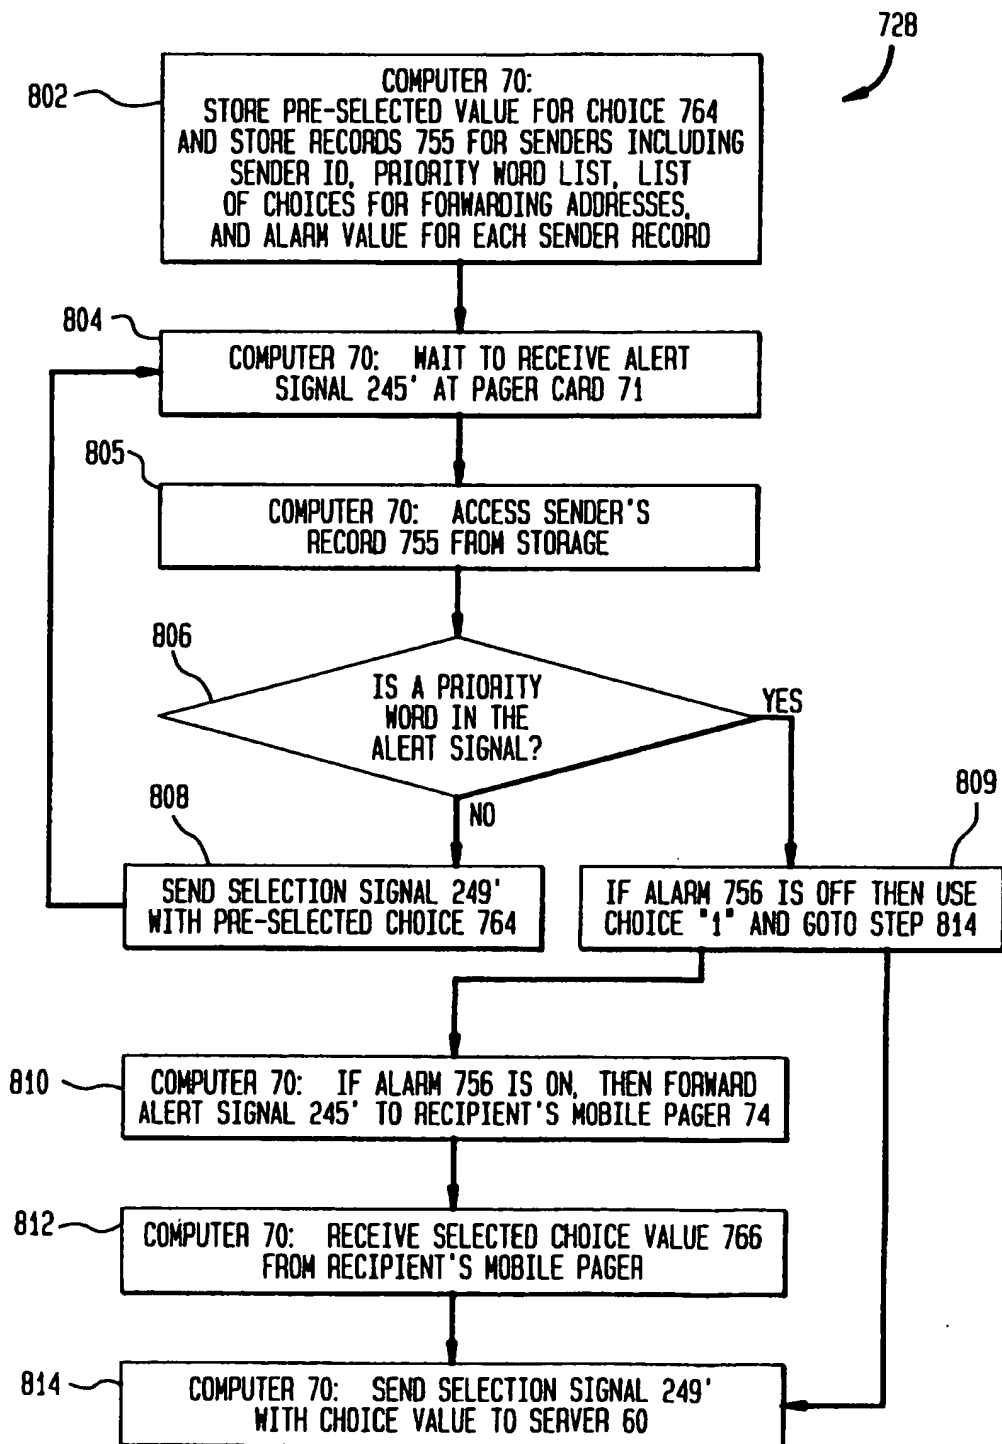 728
802
COMPUTER 70:
STORE PRE-SELECTED VALUE FOR CHOICE 764
AND STORE RECORDS 755 FOR SENDERS INCLUDING
SENDER ID, PRIORITY WORD LIST, LIST
OF CHOICES FOR FORWARDING ADDRESSES,
AND ALARM VALUE FOR EACH SENDER RECORD
804
COMPUTER 70: WAIT TO RECEIVE ALERT
SIGNAL 245' AT PAGER CARD 71
805
COMPUTER 70: ACCESS SENDER'S
RECORD 755 FROM STORAGE
806
IS A PRIORITY
WORD IN THE
ALERT SIGNAL?
YES
NO
808
SEND SELECTION SIGNAL 249'
WITH PRE-SELECTED CHOICE 764
809
IF ALARM 756 IS OFF THEN USE
CHOICE "1" AND GOTO STEP 814
810
COMPUTER 70: IF ALARM 756 IS ON, THEN FORWARD
ALERT SIGNAL 245' TO RECIPIENT'S MOBILE PAGER 74
812
COMPUTER 70: RECEIVE SELECTED CHOICE VALUE 766
FROM RECIPIENT'S MOBILE PAGER
814
COMPUTER 70: SEND SELECTION SIGNAL 249'
WITH CHOICE VALUE TO SERVER 60